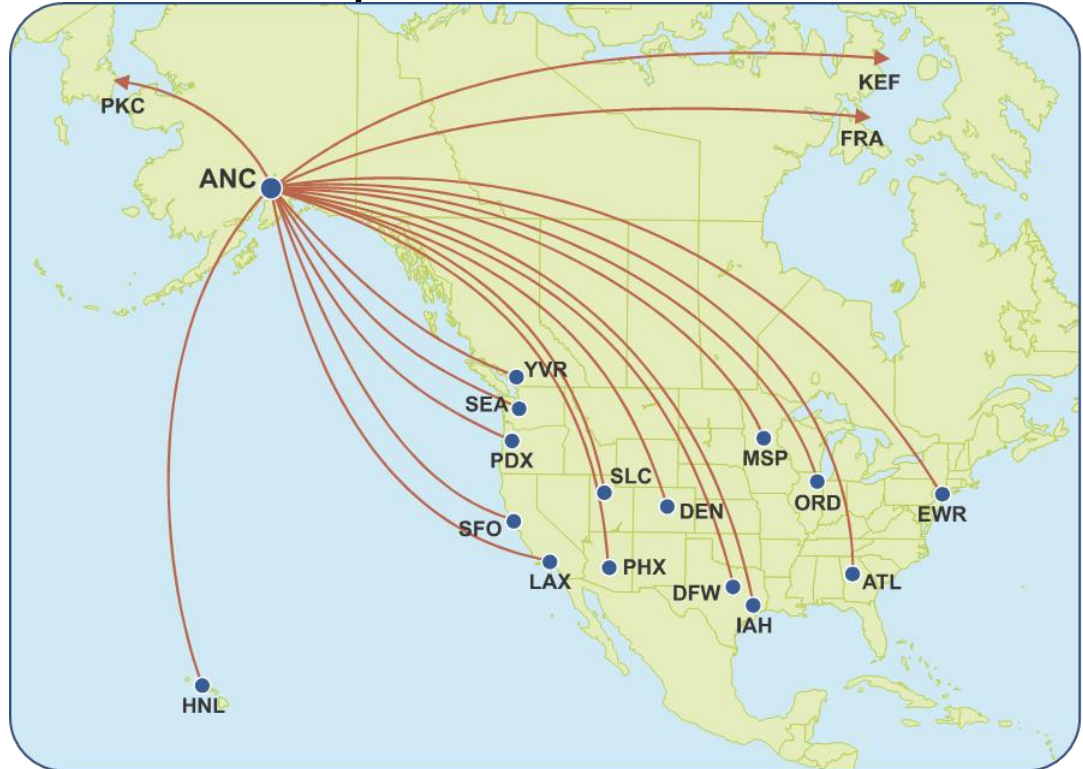 KEF
PKC
FRA
ANC
YVR
SEA
PDX
MSP
SLC
ORD
DEN
EWR
SFO
PHX
LAX
ATL
DFW
IAH
HNL